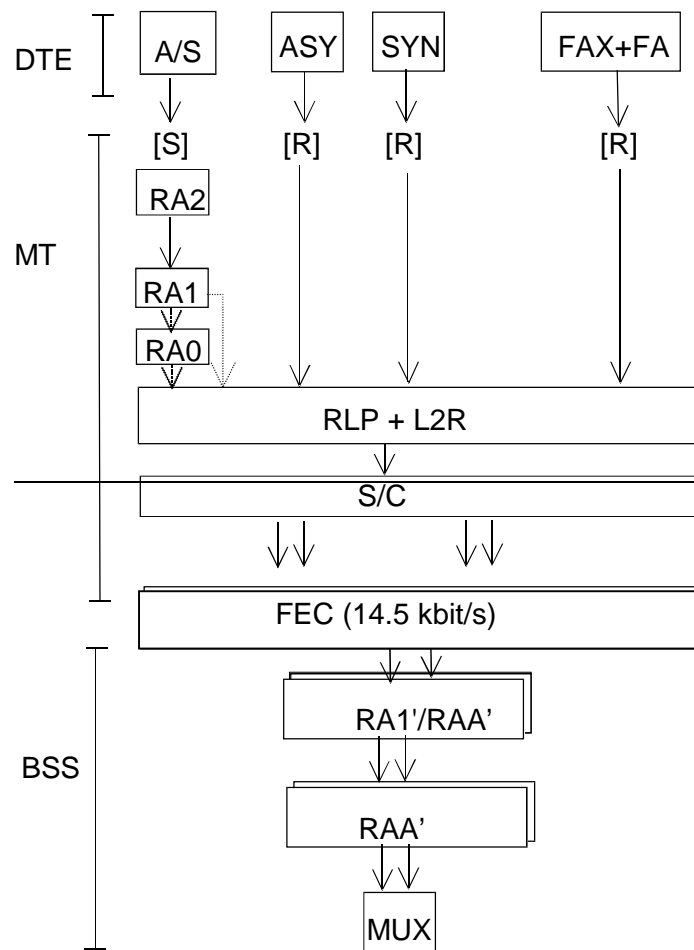 DTE
A/S ASY SYN FAX+FA
[S] [R] [R] [R]
RA2
MT
RA1
RA0
RLP + L2R
S/C
FEC (14.5 kbit/s)
RA1'/RAA’
BSS
RAA’
MUX